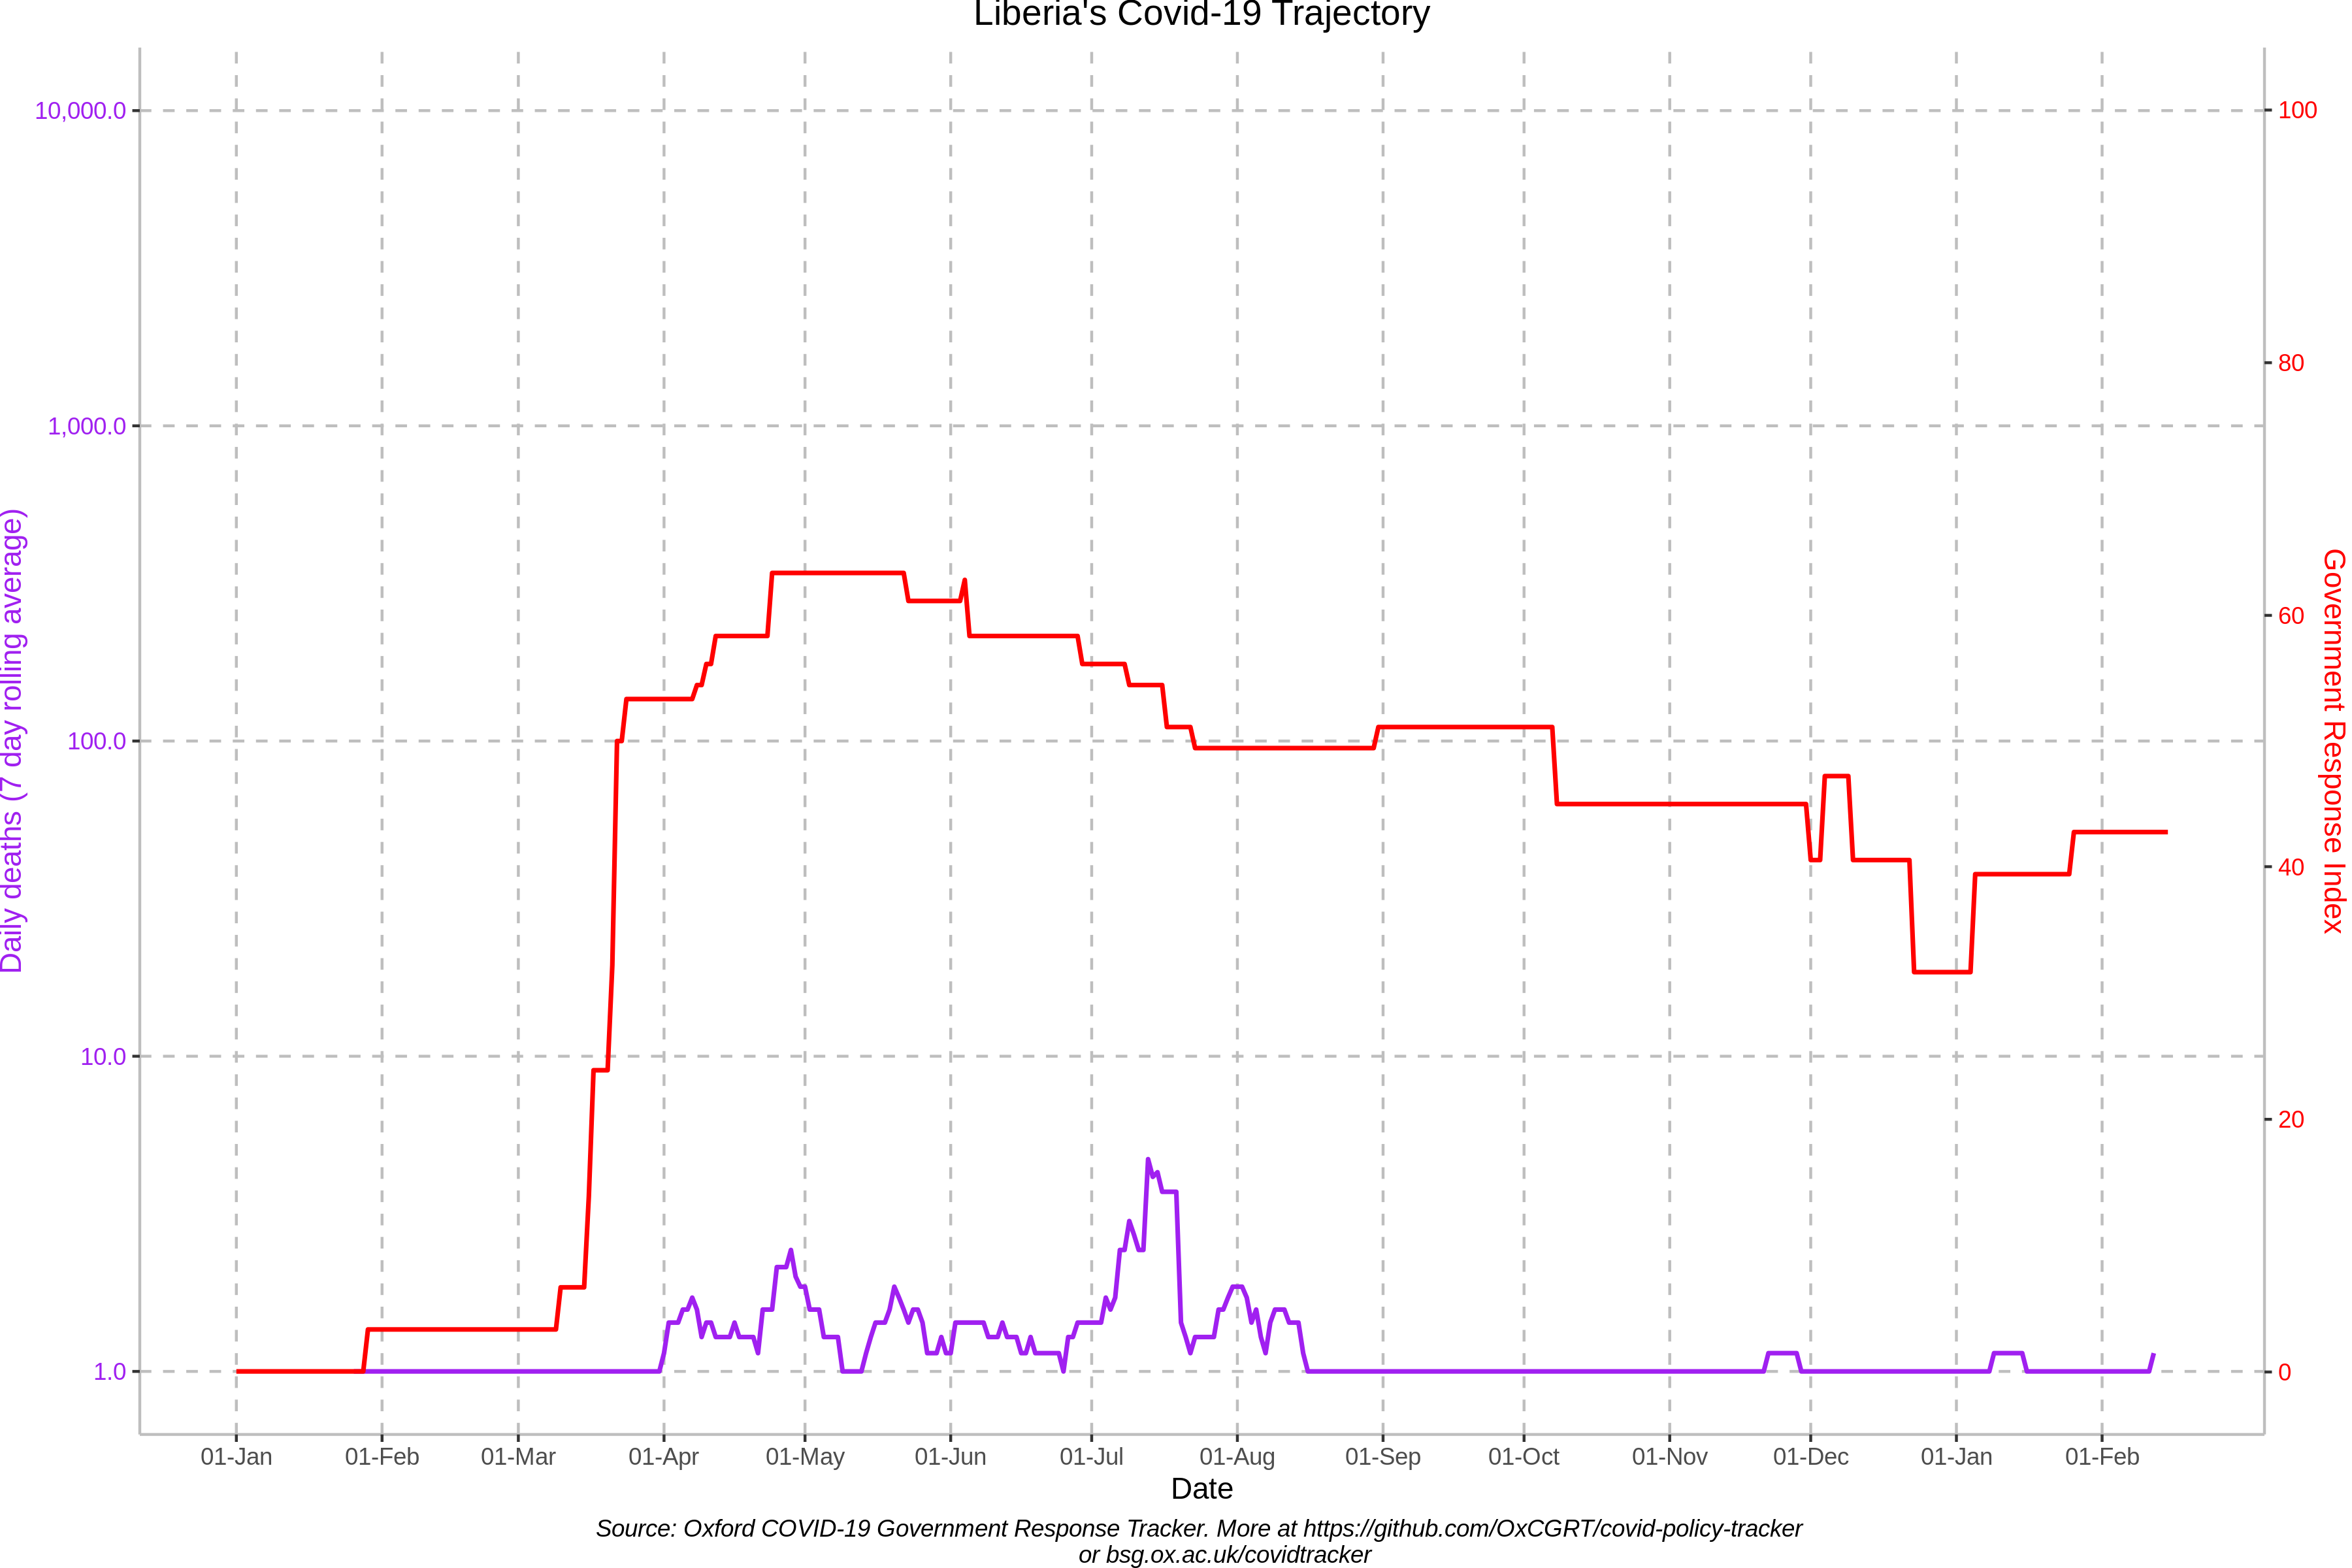 Liberia's Covid-19 Trajectory
Daily deaths (7 day rolling average)
10,000.0
1,000.0
100.0
10.0
1.0
100
80
60
40
20
0
Government Response Index
01-Jan 01-Feb 01-Mar 01-Apr 01-May 01-Jun 01-Jul 01-Aug 01-Sep 01-Oct 01-Nov 01-Dec 01-Jan 01-Feb
Date
Source: Oxford COVID-19 Government Response Tracker. More at https://github.com/OxCGRT/covid-policy-tracker
or bsg.ox.ac.uk/covidtracker